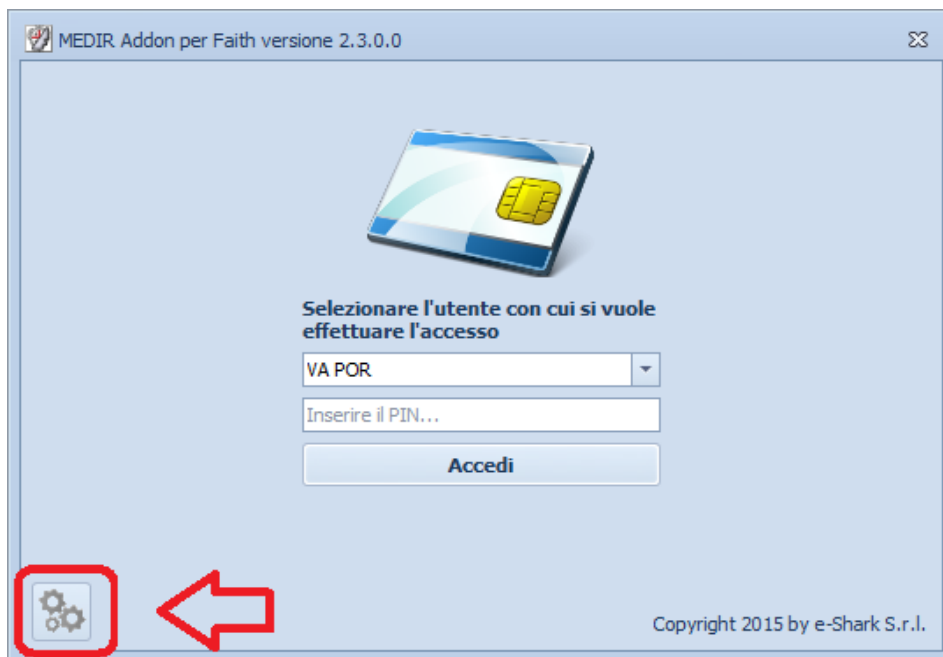 MEDIR Addon per Faith versione 2.3.0.0
Selezionare l'utente con cui si vuole
effettuare l'accesso
VA POR
Inserire il PIN...
Accedi
Copyright 2015 by e-Shark S.r.l.